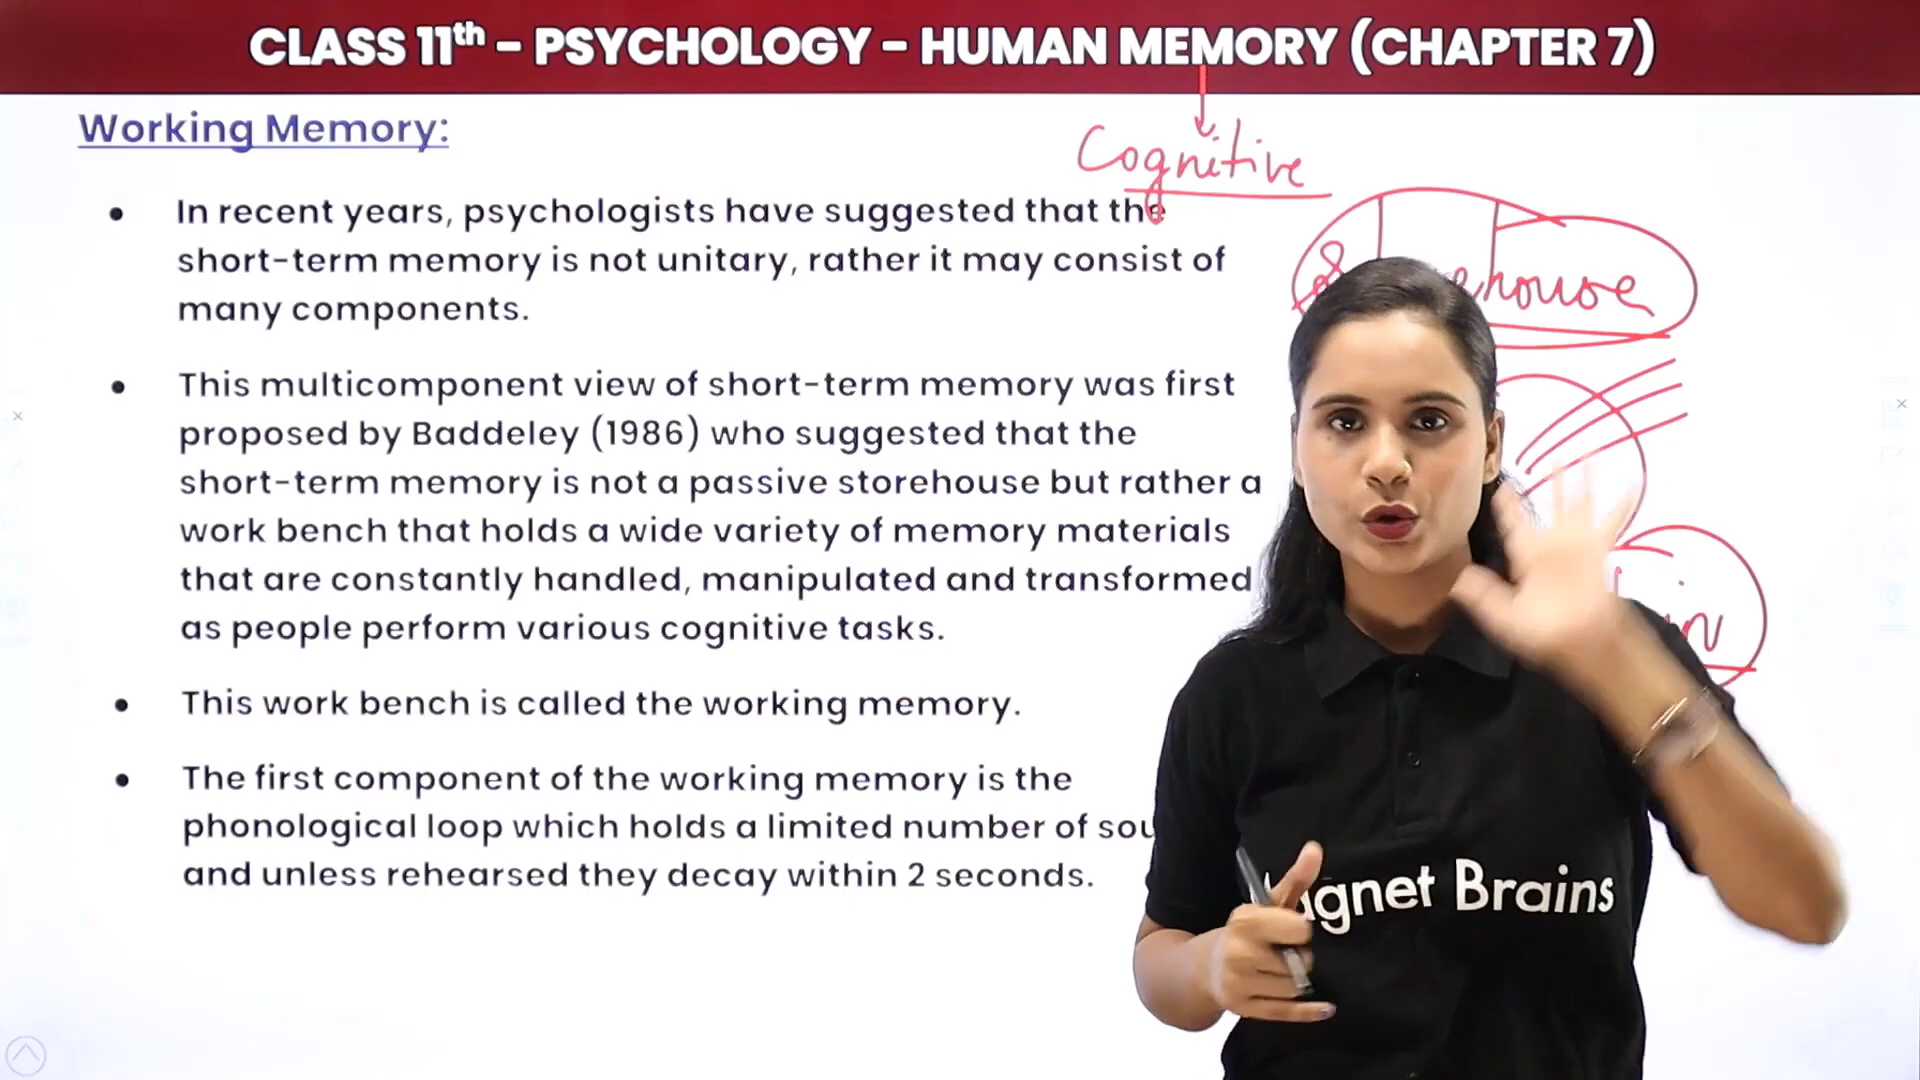 CLASS 11th – PSYCHOLOGY – HUMAN MEMORY (CHAPTER 7)
Working Memory:
Cognitive
• In recent years, psychologists have suggested that the
short-term memory is not unitary, rather it may consist of
many components.
house
• This multicomponent view of short-term memory was first
proposed by Baddeley (1986) who suggested that the
short-term memory is not a passive storehouse but rather a
work bench that holds a wide variety of memory materials
that are constantly handled, manipulated and transformed
as people perform various cognitive tasks.
• This work bench is called the working memory.
• The first component of the working memory is the
phonological loop which holds a limited number of sou
and unless rehearsed they decay within 2 seconds.
agnet Brains